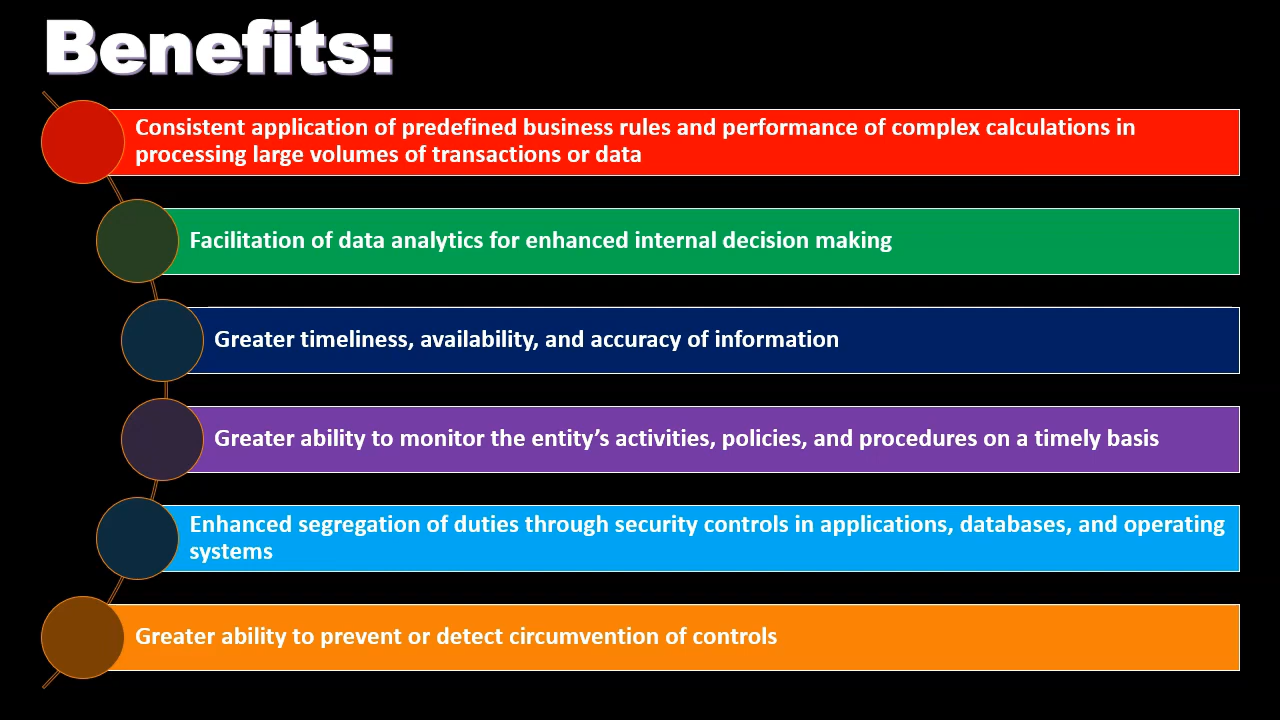 Benefits:
Consistent application of predefined business rules and performance of complex calculations in
processing large volumes of transactions or data
Facilitation of data analytics for enhanced internal decision making
Greater timeliness, availability, and accuracy of information
Greater ability to monitor the entity’s activities, policies, and procedures on a timely basis
Enhanced segregation of duties through security controls in applications, databases, and operating
systems
Greater ability to prevent or detect circumvention of controls